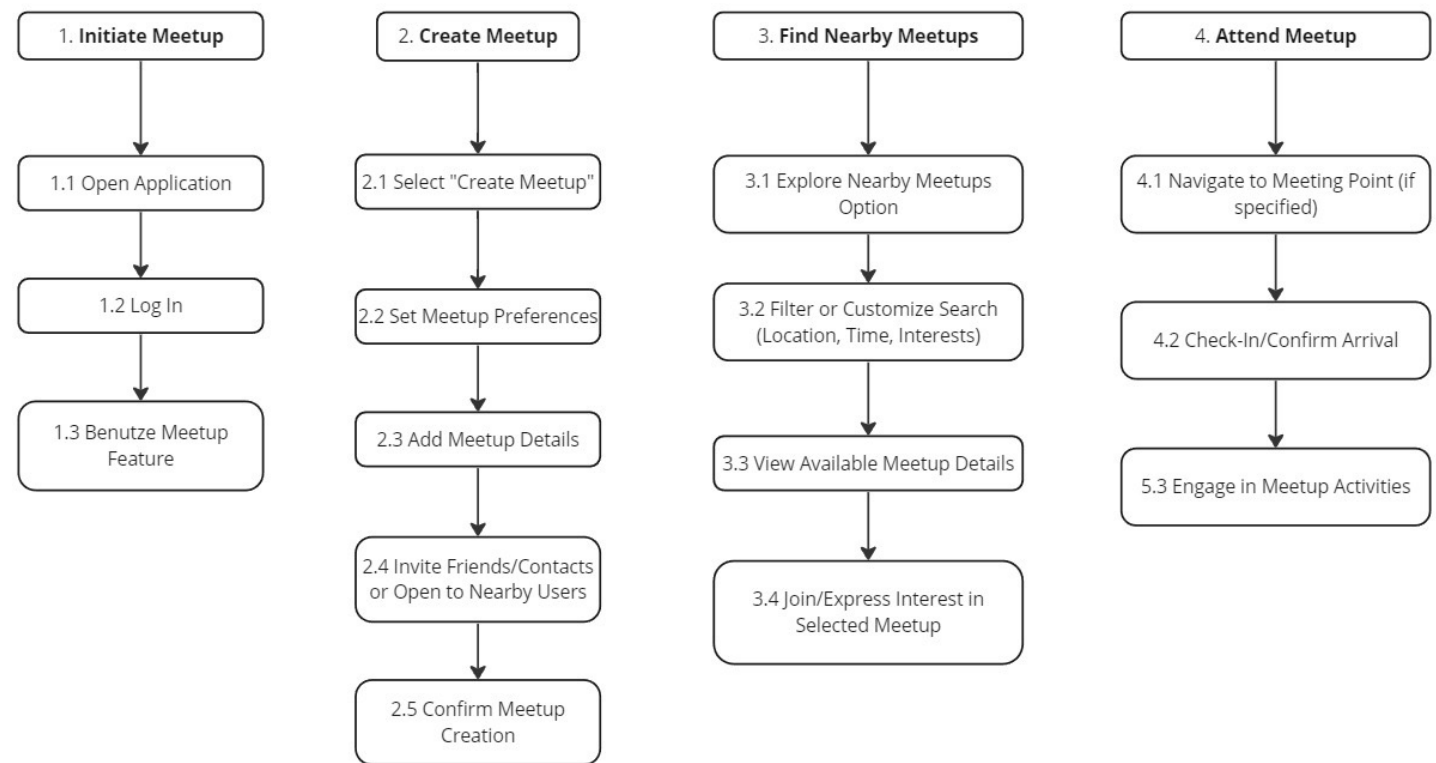 1. Initiate Meetup
1.1 Open Application
1.2 Log In
1.3 Benutze Meetup
Feature
2. Create Meetup
2.1 Select "Create Meetup"
2.2 Set Meetup Preferences
2.3 Add Meetup Details
2.4 Invite Friends/Contacts
or Open to Nearby Users
2.5 Confirm Meetup
Creation
3. Find Nearby Meetups
3.1 Explore Nearby Meetups
Option
3.2 Filter or Customize Search
(Location, Time, Interests)
3.3 View Available Meetup Details
3.4 Join/Express Interest in
Selected Meetup
4. Attend Meetup
4.1 Navigate to Meeting Point (if
specified)
4.2 Check-In/Confirm Arrival
5.3 Engage in Meetup Activities